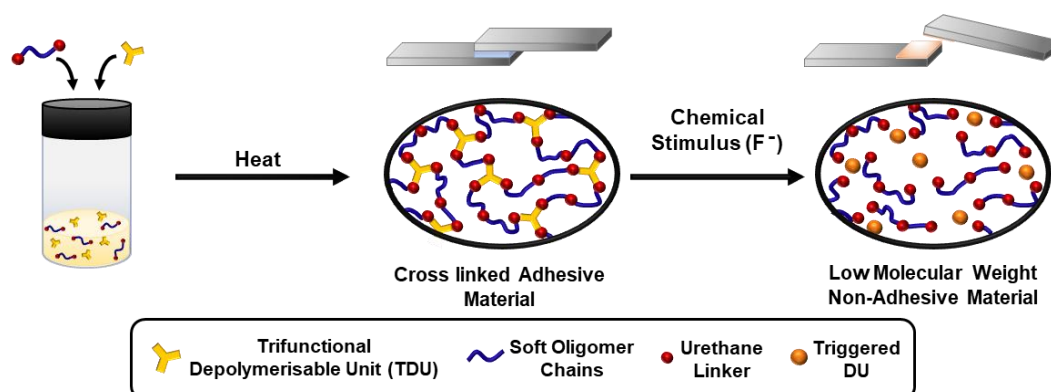 Heat
Chemical
Stimulus (F⁻)
Cross linked Adhesive
Material
Low Molecular Weight
Non-Adhesive Material
Trifunctional
Depolymerisable Unit (TDU)
Soft Oligomer
Chains
Urethane
Linker
Triggered
DU